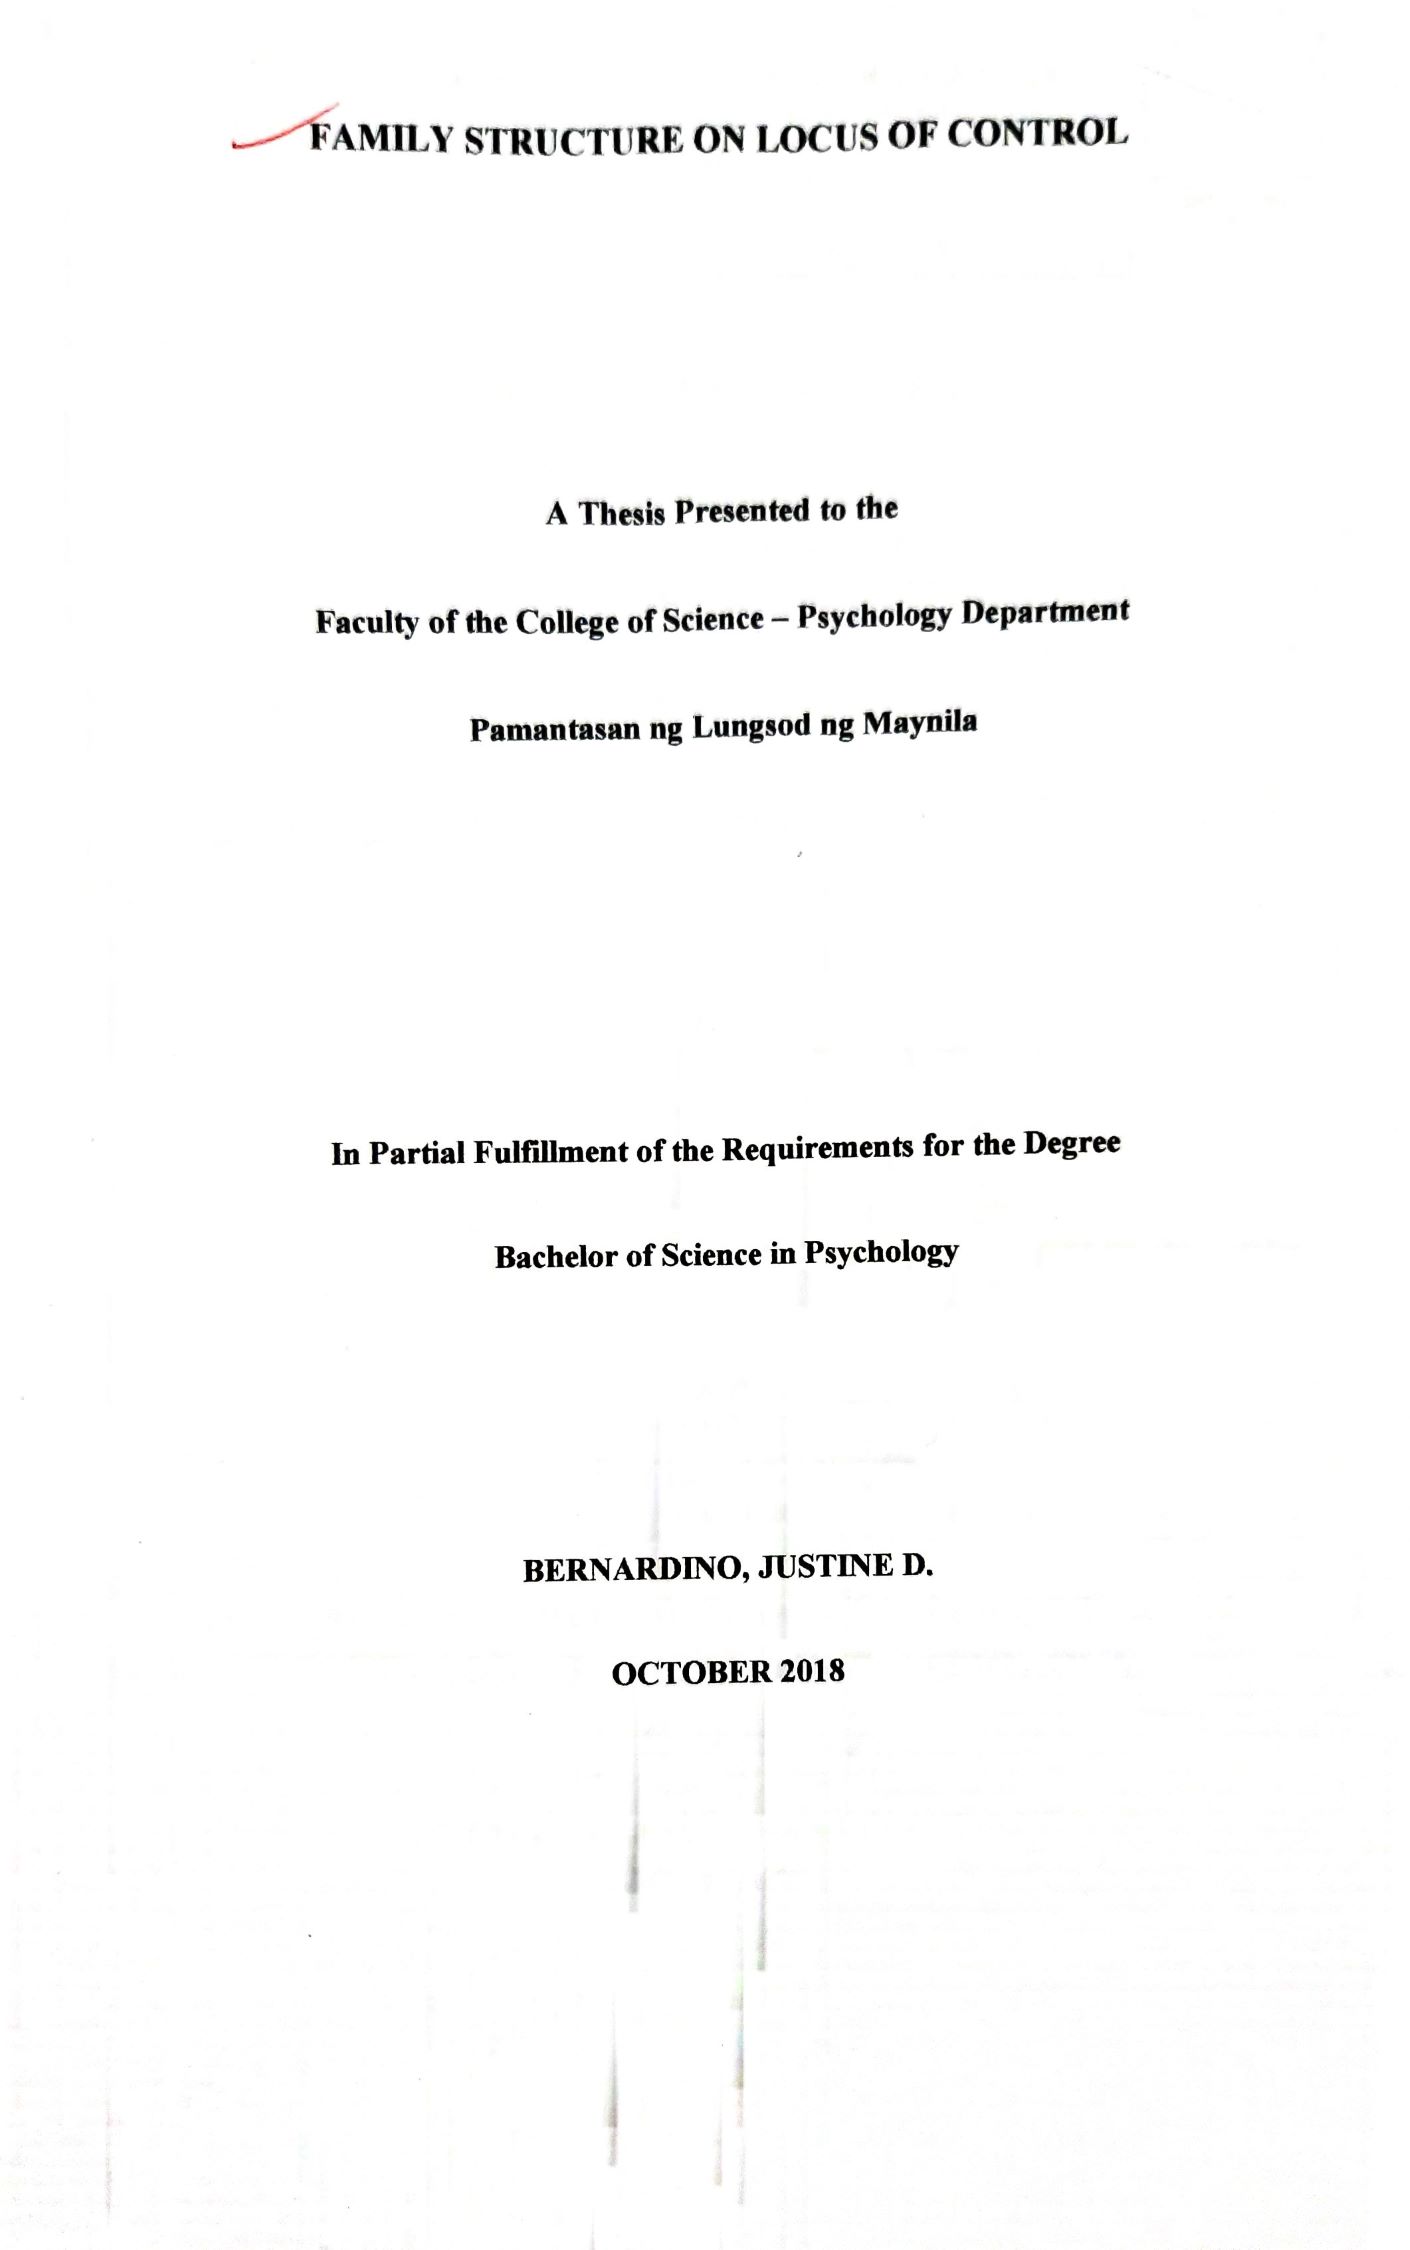 FAMILY STRUCTURE ON LOCUS OF CONTROL
A Thesis Presented to the
Faculty of the College of Science – Psychology Department
Pamantasan ng Lungsod ng Maynila
In Partial Fulfillment of the Requirements for the Degree
Bachelor of Science in Psychology
BERNARDINO, JUSTINE D.
OCTOBER 2018